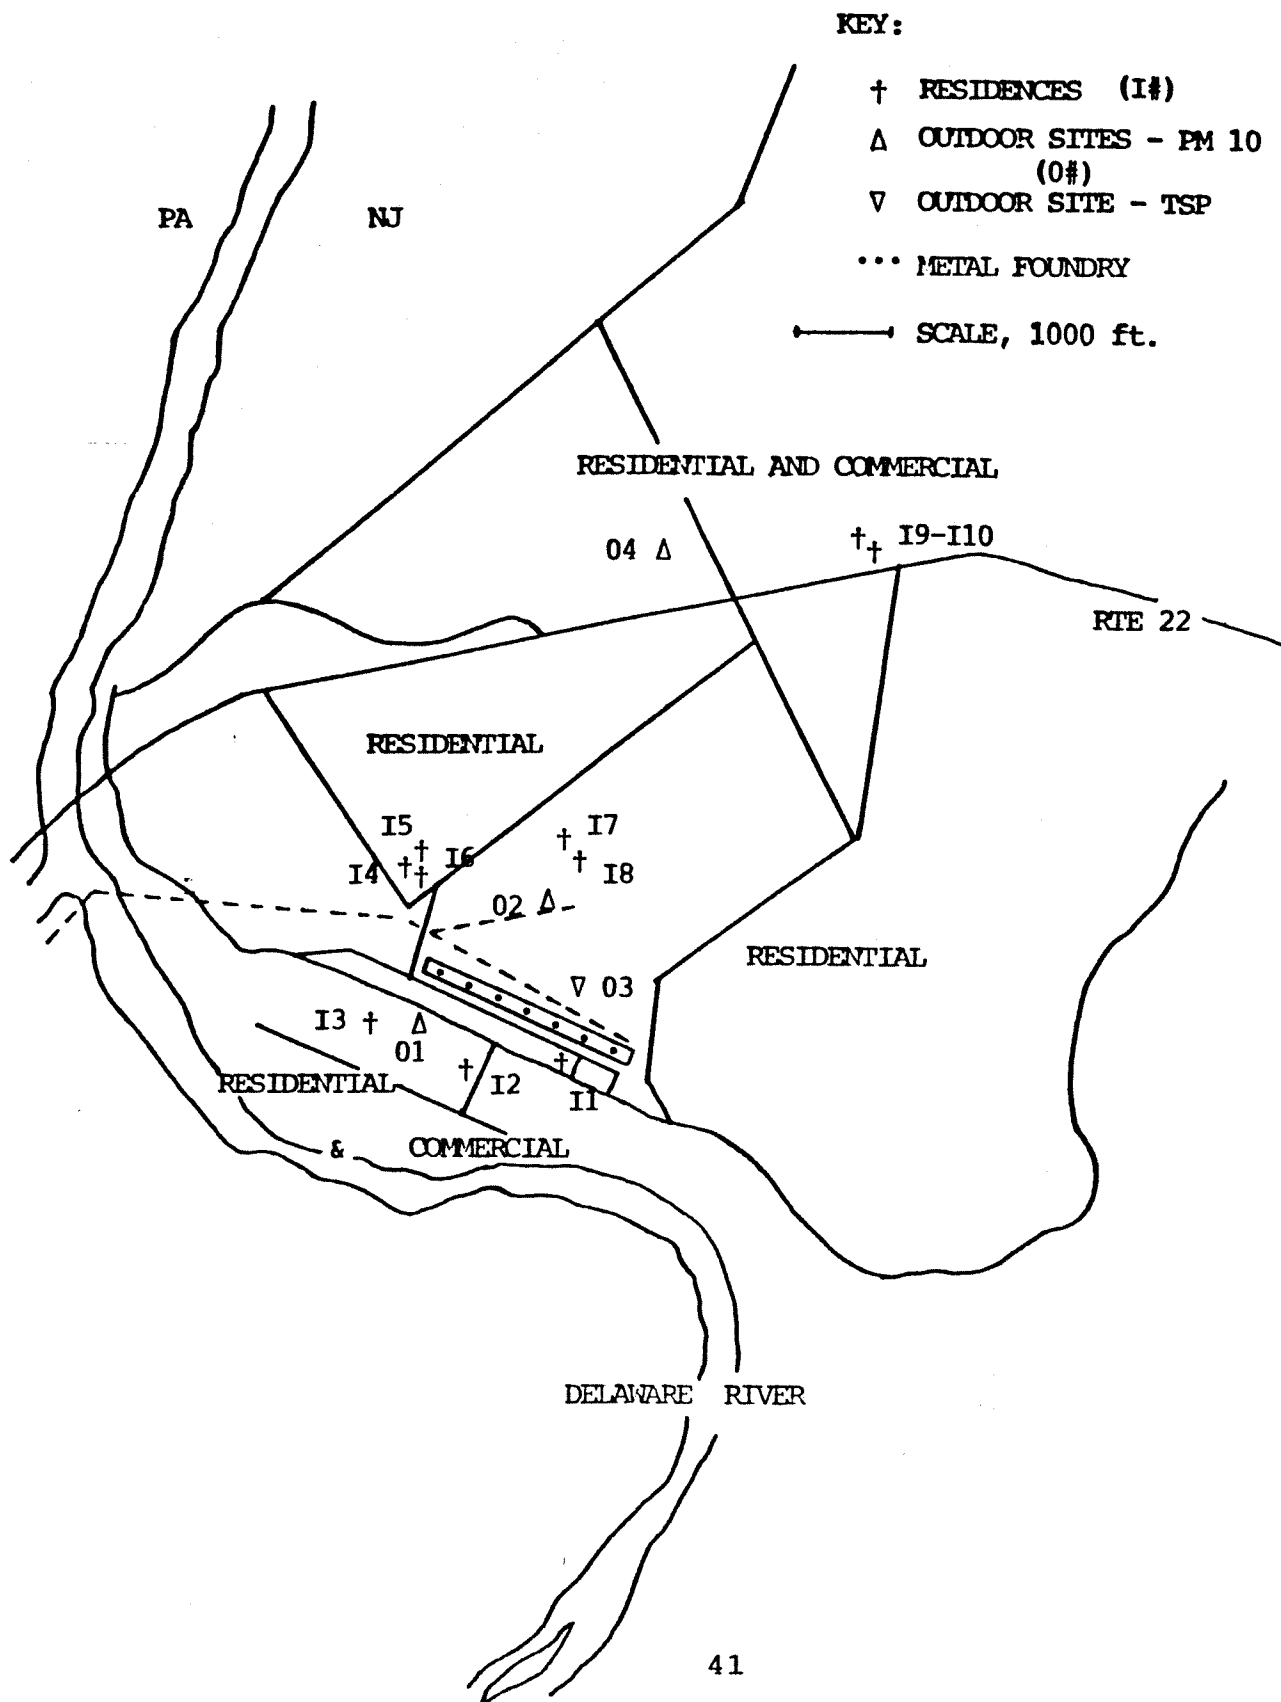 KEY:
† RESIDENCES (I#)
Δ OUTDOOR SITES - PM 10
(O#)
∇ OUTDOOR SITE - TSP
••• METAL FOUNDRY
SCALE, 1000 ft.
PA
NJ
RESIDENTIAL AND COMMERCIAL
O4 Δ
†† I9-I10
RTE 22
RESIDENTIAL
I5 †
† I7
I4 †
† I6
† I8
O2 Δ
RESIDENTIAL
∇ O3
I3 †
Δ
O1
† I2
†
I1
RESIDENTIAL
& COMMERCIAL
DELAWARE RIVER
41